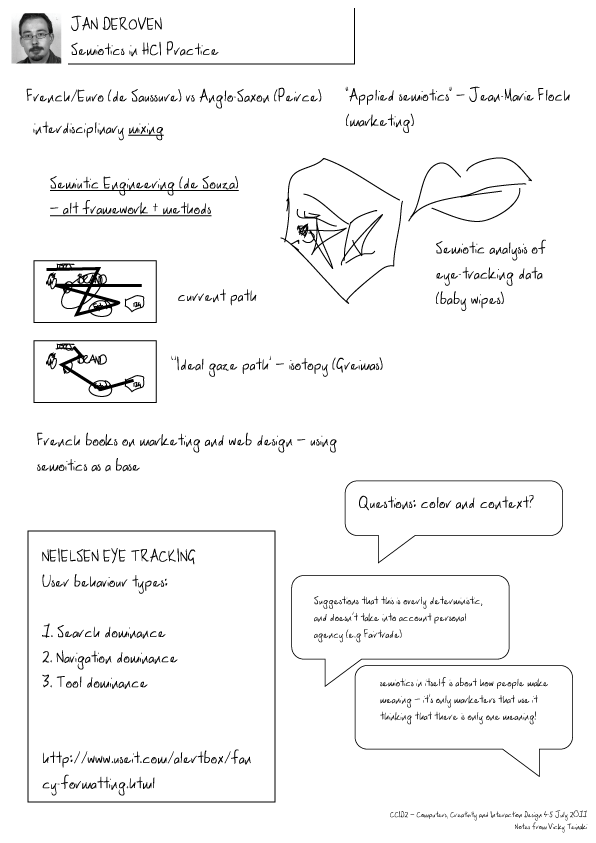 JAN DEROVEN
Semiotics in HCI Practice
French/Euro (de Saussure) vs Anglo-Saxon (Peirce)
interdisciplinary mixing
"Applied semiotics" – Jean-Marie Floch
(marketing)
Semiotic Engineering (de Souza)
– alt framework + methods
Semiotic analysis of
eye-tracking data
(baby wipes)
BRAND
current path
BRAND
"Ideal gaze path' – isotopy (Greimas)
French books on marketing and web design – using
semoitics as a base
Questions: color and context?
NEIELSEN EYE TRACKING
User behaviour types:
1. Search dominance
2. Navigation dominance
3. Tool dominance
http://www.useit.com/alertbox/fan
cy-formatting.html
Suggestions that this is overly deterministic,
and doesn't take into account personal
agency (e.g Fairtrade)
semiotics in itself is about how people make
meaning – it's only marketers that use it
thinking that there is only one meaning!
CCID2 – Computers, Creativity and Interaction Design 4-5 July 2011
Notes from Vicky Teinaki